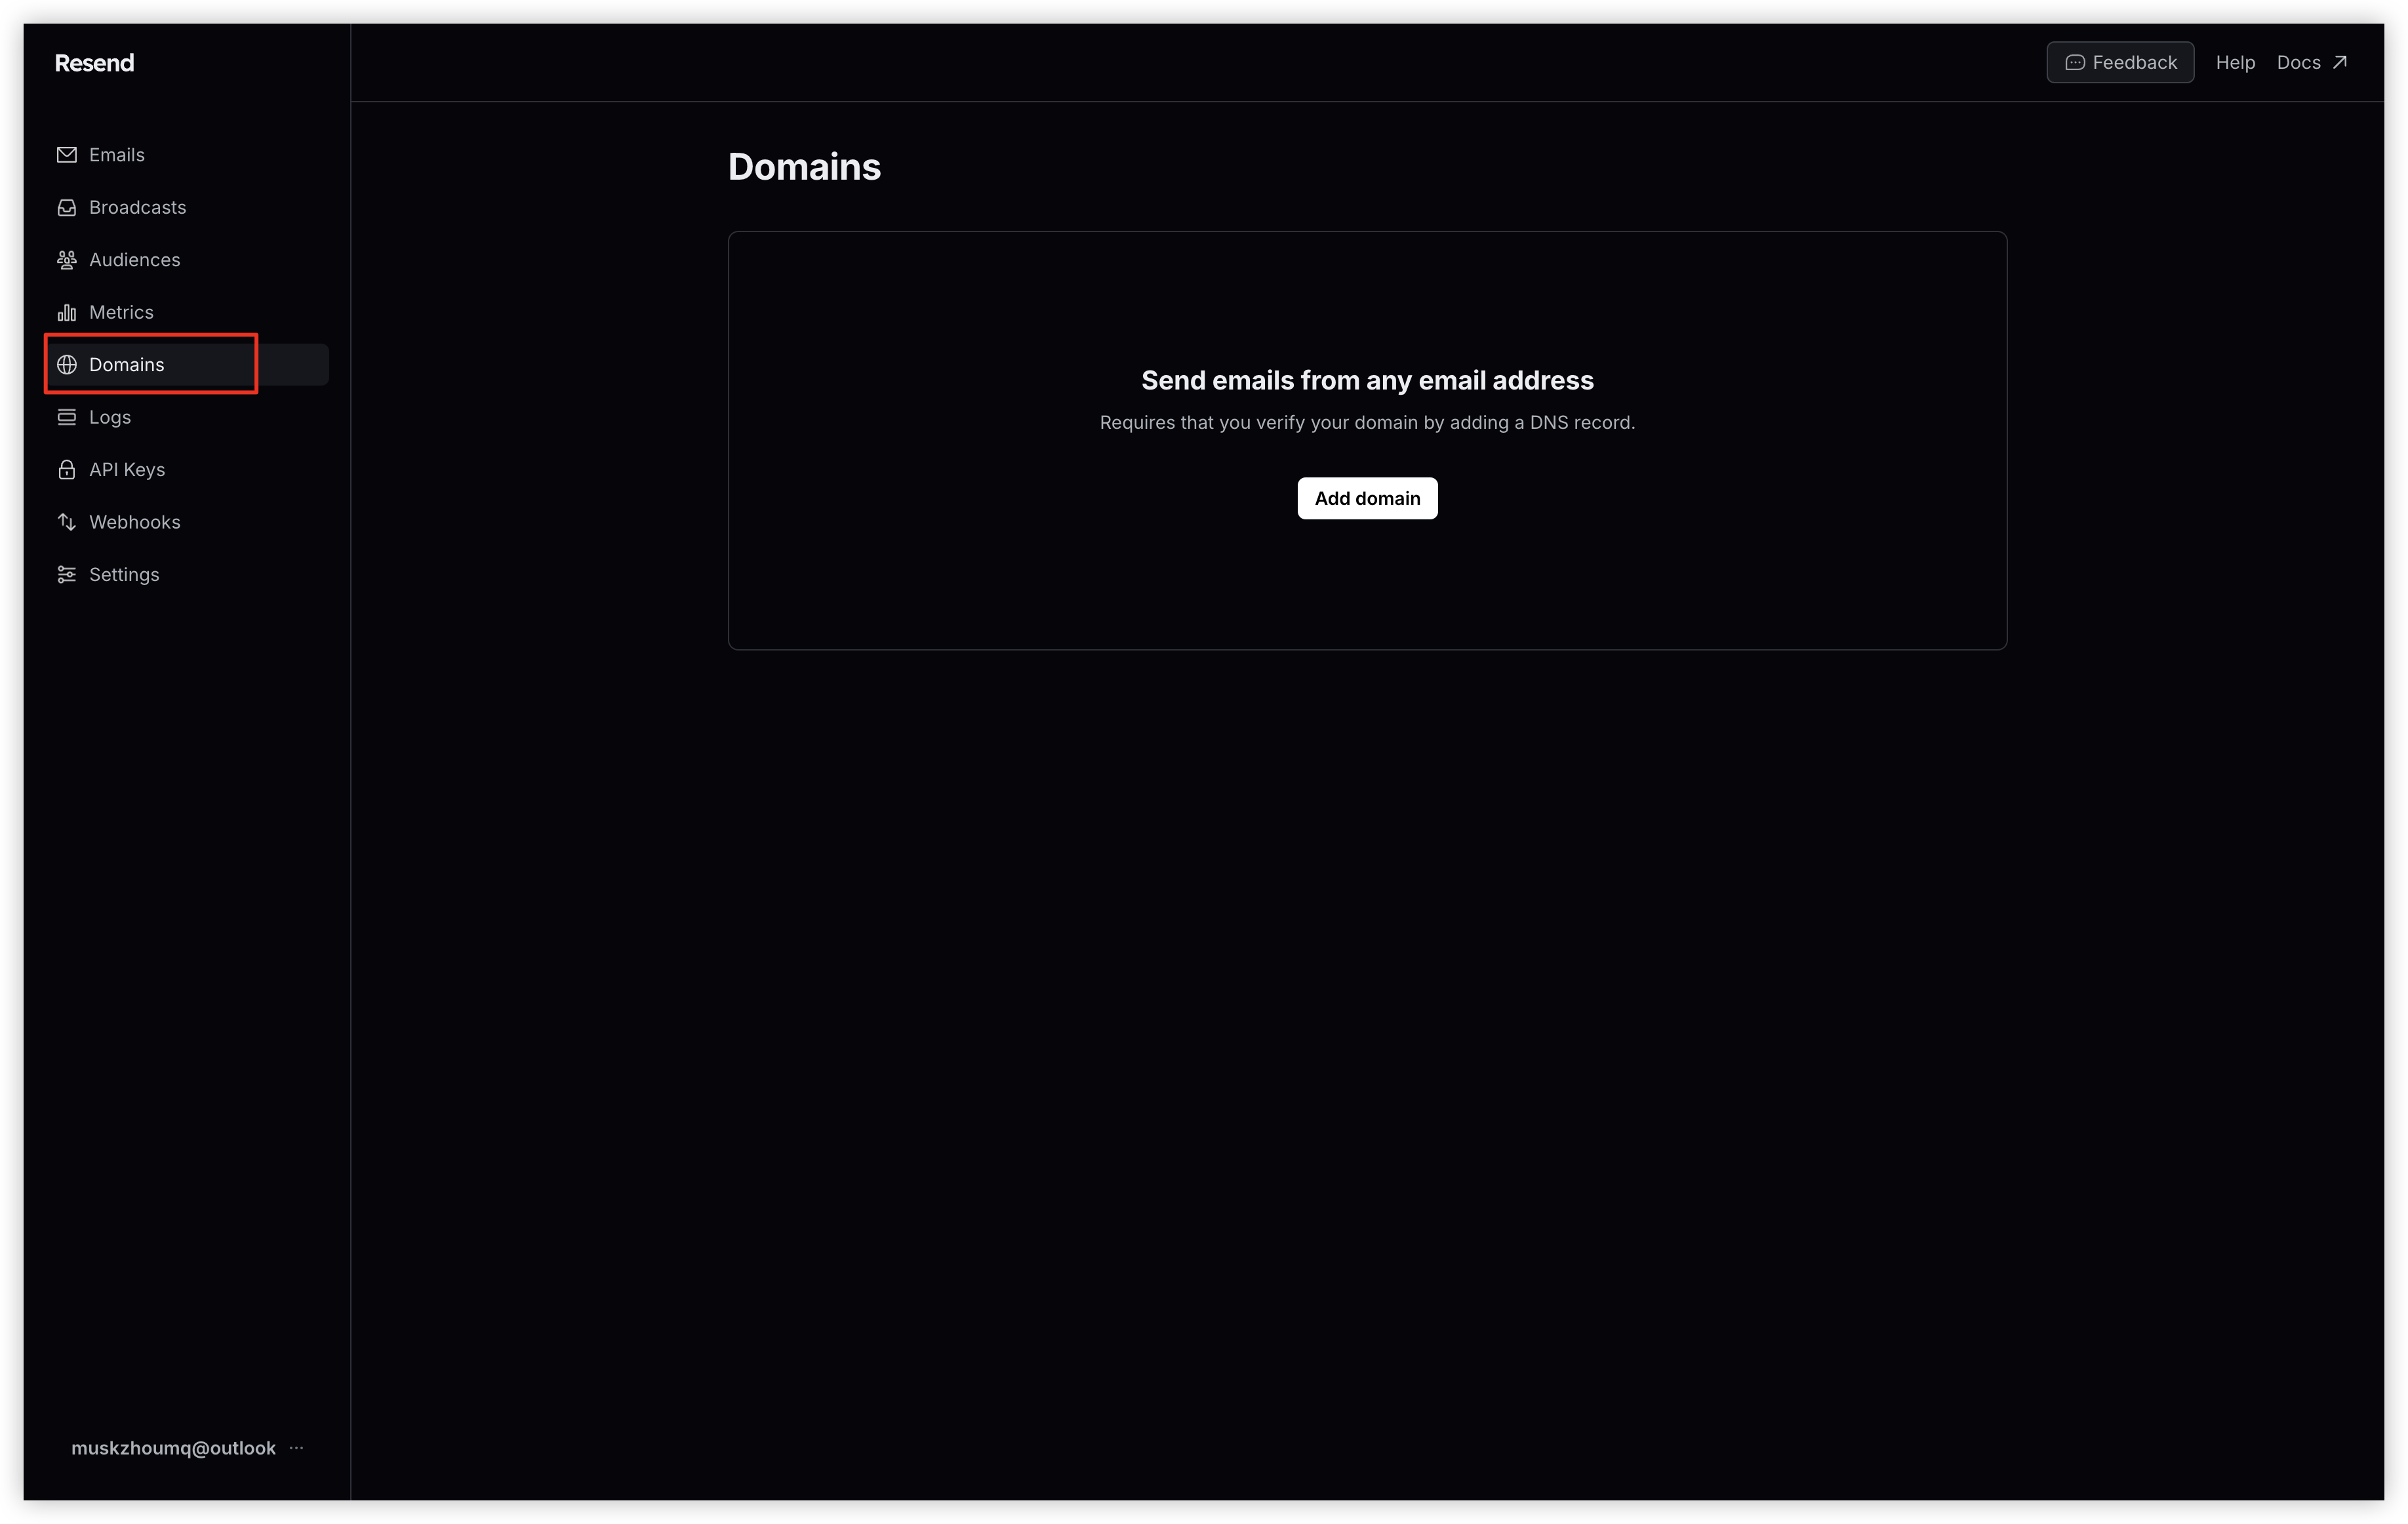 Resend
Feedback
Help
Docs
Emails
Broadcasts
Audiences
Metrics
Domains
Logs
API Keys
Webhooks
Settings
Domains
Send emails from any email address
Requires that you verify your domain by adding a DNS record.
Add domain
muskzhoumq@outlook